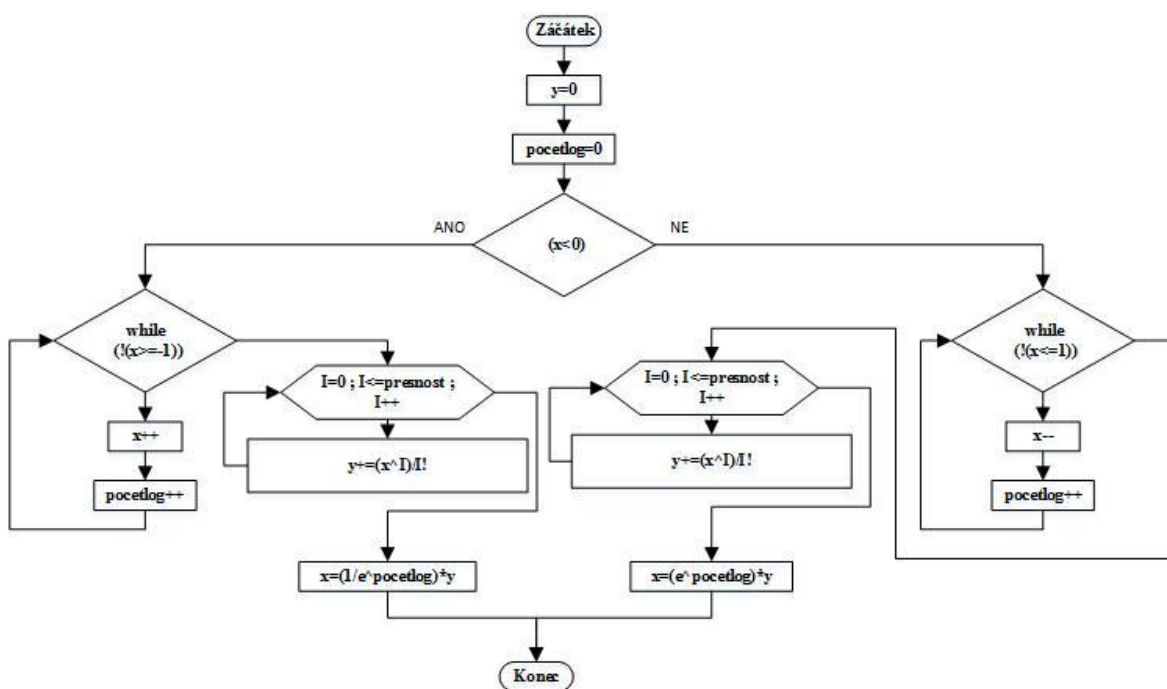 Záčátek
y=0
pocetlog=0
ANO
(x<0)
NE
while
(!(x>=-1))
x++
pocetlog++
I=0 ; I<=presnost ;
I++
y+=(x^I)/I!
x=(1/e^pocetlog)*y
I=0 ; I<=presnost ;
I++
y+=(x^I)/I!
x=(e^pocetlog)*y
while
(!(x<=1))
x--
pocetlog++
Konec